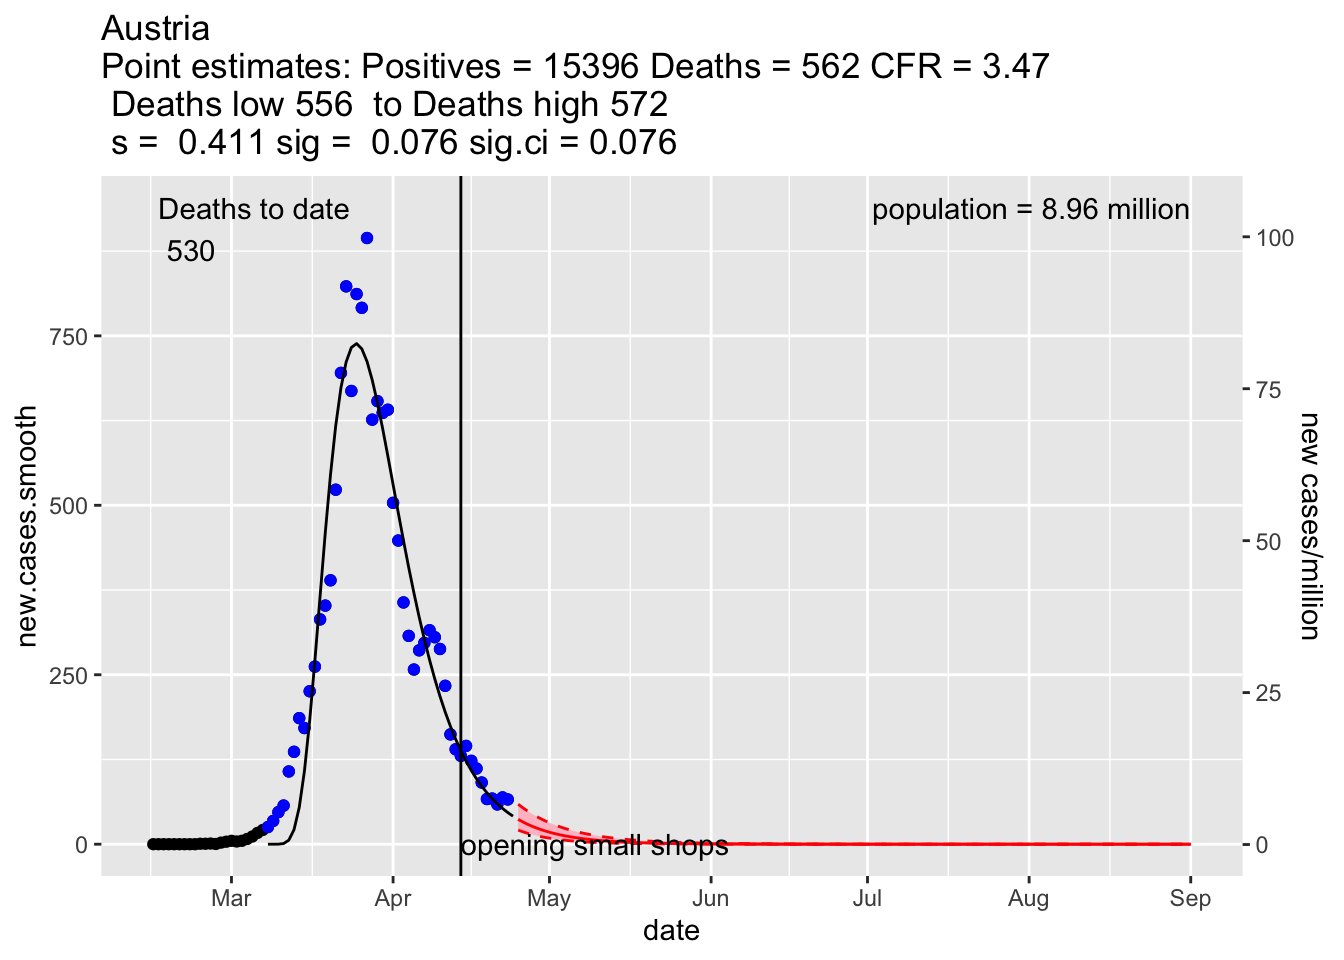 Austria
Point estimates: Positives = 15396 Deaths = 562 CFR = 3.47
Deaths low 556  to Deaths high 572
s =  0.411 sig =  0.076 sig.ci = 0.076
Deaths to date
530
population = 8.96 million
new.cases.smooth
750
500
250
0
100
75
50
25
0
new cases/million
opening small shops
Mar Apr May Jun Jul Aug Sep
date